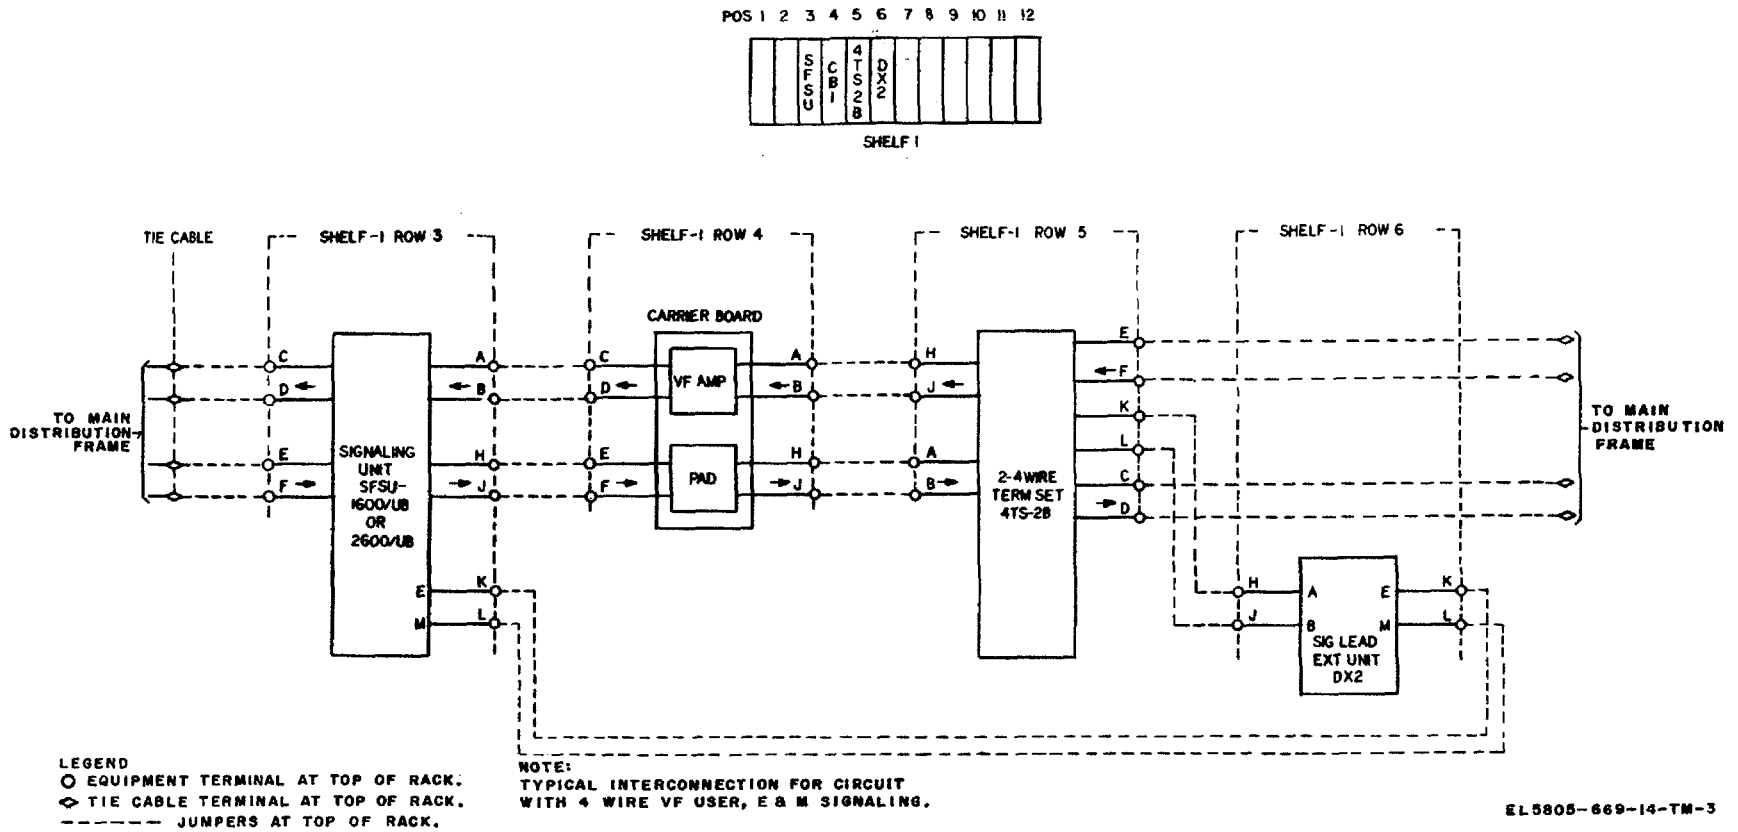 POS 1 2 3 4 5 6 7 8 9 10 11 12
SFSU
CB1
4TS2B
DX2
SHELF 1
TIE CABLE
SHELF-1 ROW 3
SHELF-1 ROW 4
SHELF-1 ROW 5
SHELF-1 ROW 6
CARRIER BOARD
C
D
E
F
A
B
H
J
K
L
E
M
SIGNALING
UNIT
SFSU-
1600/UB
OR
2600/UB
C
D
E
F
VF AMP
PAD
A
B
H
J
H
J
A
B
2-4WIRE
TERM SET
4TS-2B
E
F
K
L
C
D
H
J
A
B
E
M
SIG LEAD
EXT UNIT
DX2
K
L
TO MAIN
DISTRIBUTION
FRAME
TO MAIN
DISTRIBUTION
FRAME
LEGEND
EQUIPMENT TERMINAL AT TOP OF RACK.
TIE CABLE TERMINAL AT TOP OF RACK.
JUMPERS AT TOP OF RACK.
NOTE:
TYPICAL INTERCONNECTION FOR CIRCUIT
WITH 4 WIRE VF USER, E & M SIGNALING.
EL5805-669-14-TM-3